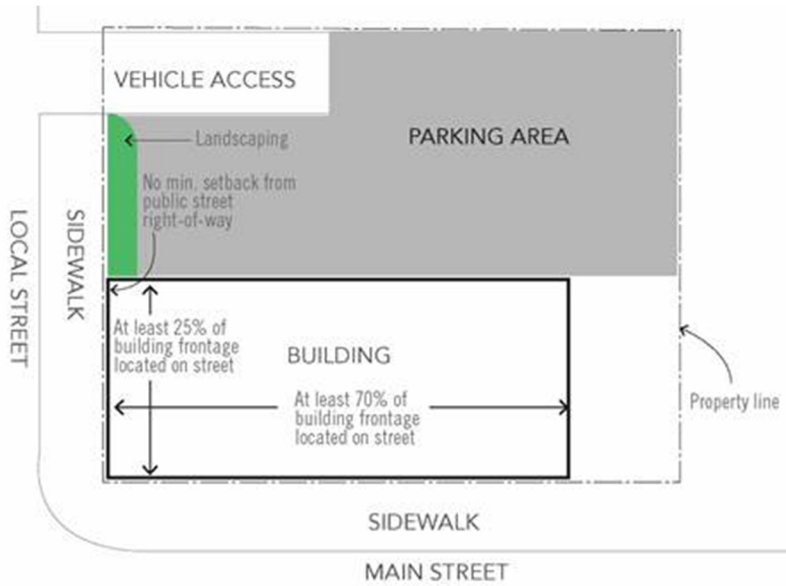 VEHICLE ACCESS
PARKING AREA
Landscaping
No min. setback from
public street
right-of-way
LOCAL STREET
SIDEWALK
At least 25% of
building frontage
located on street
BUILDING
At least 70% of
building frontage
located on street
Property line
SIDEWALK
MAIN STREET